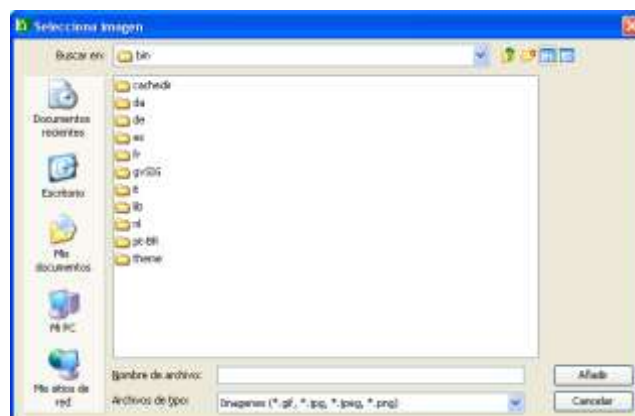 Selecciona imagen
Buscar en: bin
Documentos
recientes
Escritorio
Mis
documentos
Mi PC
Mis sitios de
red
cachedir
da
de
es
fr
gvSIG
it
lib
nl
pt-BR
theme
Nombre de archivo:
Añadir
Archivos de tipo: Imagenes (*.gif, *.jpg, *.jpeg, *.png)
Cancelar